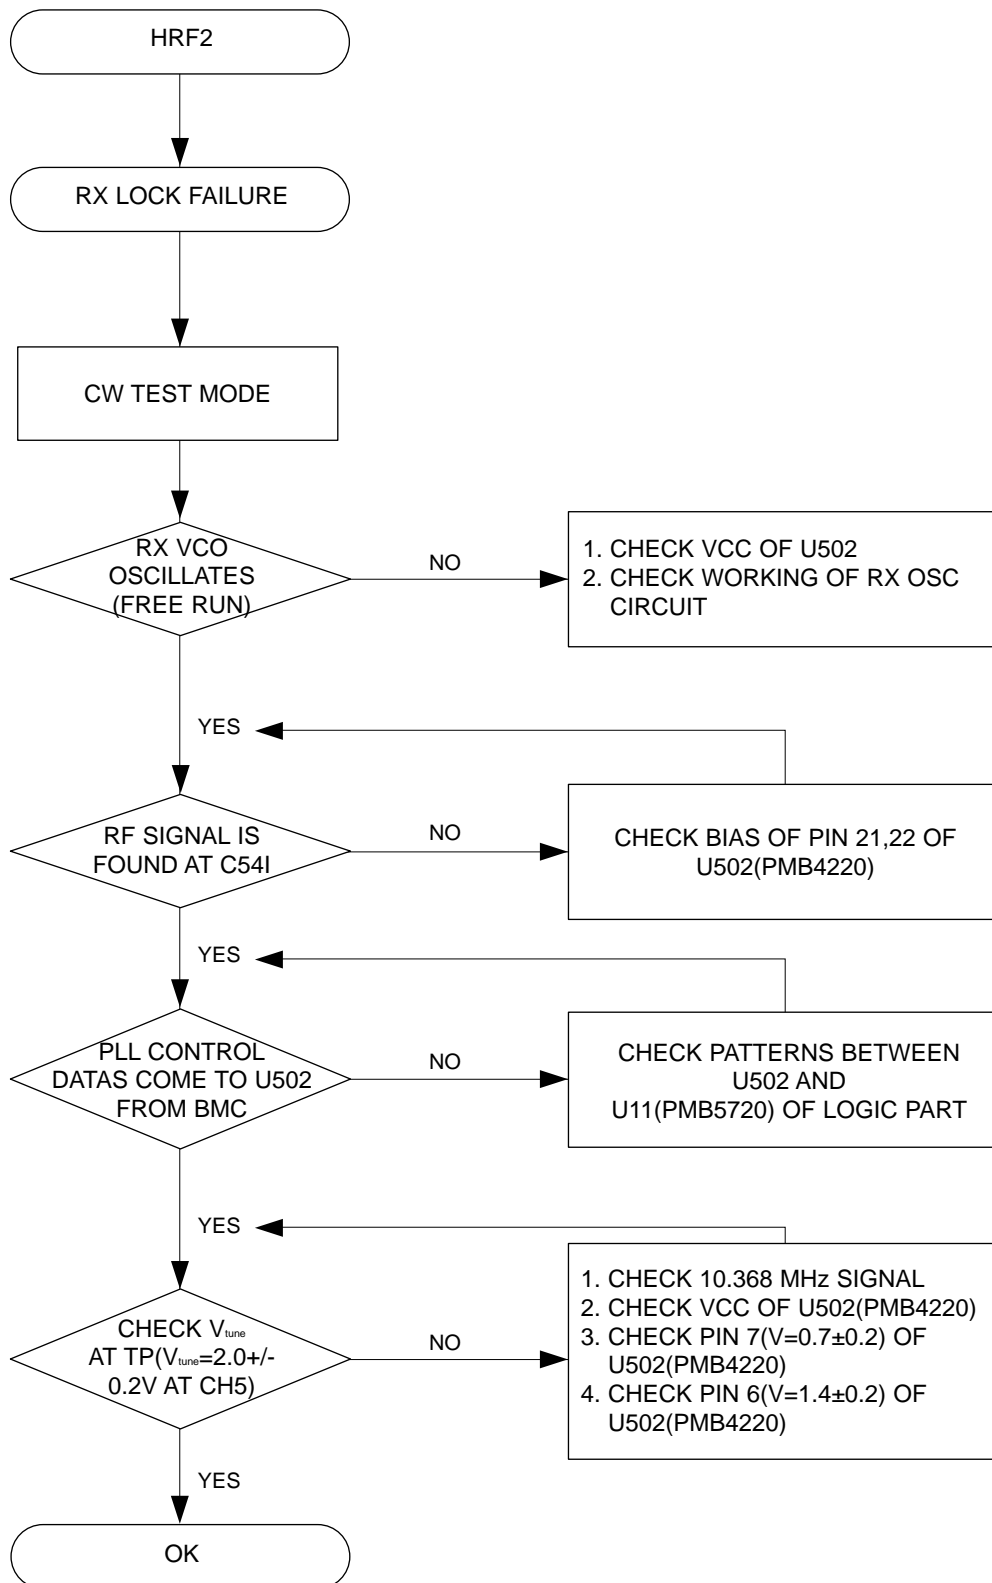 HRF2
RX LOCK FAILURE
CW TEST MODE
RX VCO
OSCILLATES
(FREE RUN)
NO
1. CHECK VCC OF U502
2. CHECK WORKING OF RX OSC
CIRCUIT
YES
RF SIGNAL IS
FOUND AT C54I
NO
CHECK BIAS OF PIN 21,22 OF
U502(PMB4220)
YES
PLL CONTROL
DATAS COME TO U502
FROM BMC
NO
CHECK PATTERNS BETWEEN
U502 AND
U11(PMB5720) OF LOGIC PART
YES
CHECK Vtune
AT TP(Vtune=2.0+/-
0.2V AT CH5)
NO
1. CHECK 10.368 MHz SIGNAL
2. CHECK VCC OF U502(PMB4220)
3. CHECK PIN 7(V=0.7±0.2) OF
U502(PMB4220)
4. CHECK PIN 6(V=1.4±0.2) OF
U502(PMB4220)
YES
OK